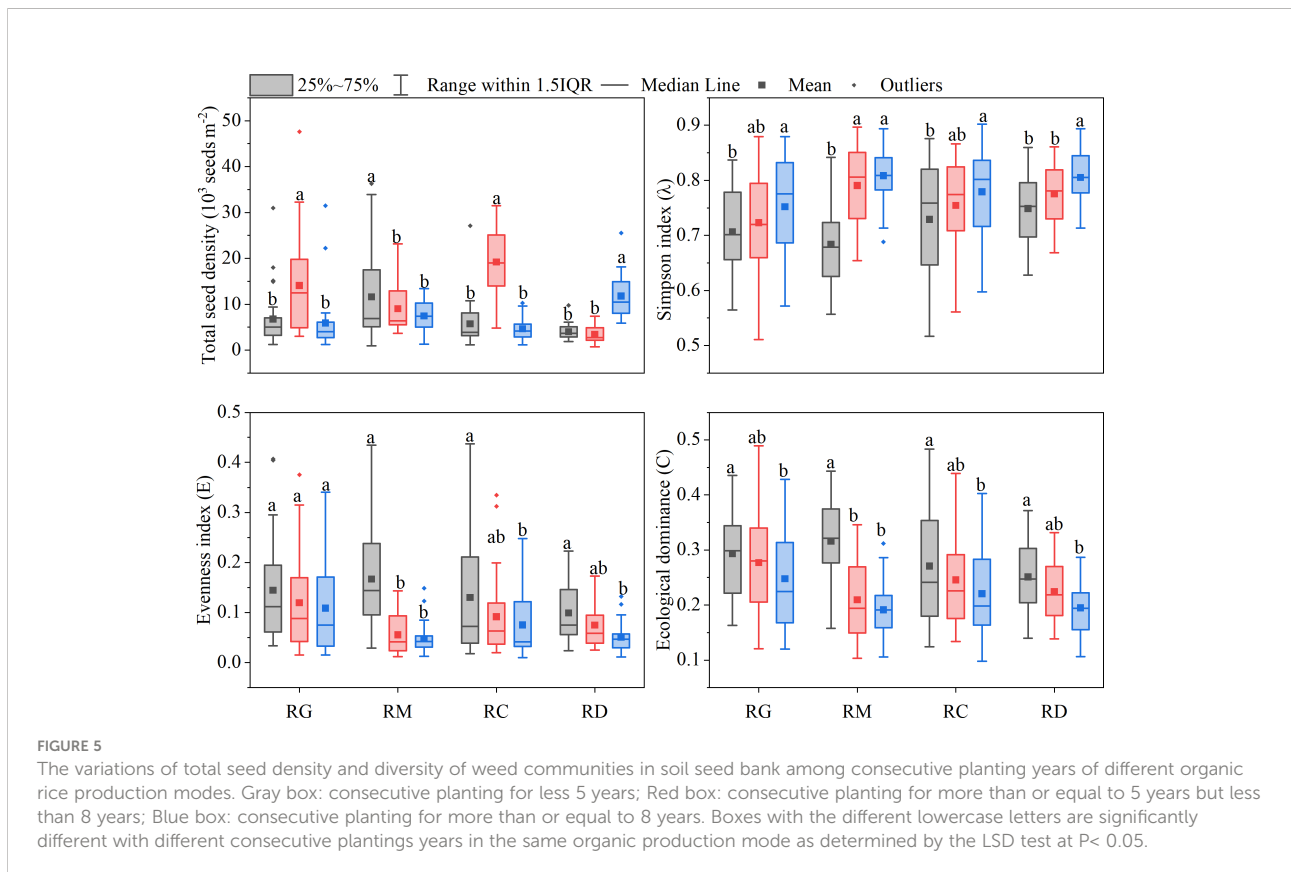 25%~75% Range within 1.5IQR Median Line Mean Outliers
Total seed density (10³ seeds m⁻²)
50
40
30
20
10
0
b a b a b b b a b b b a
Simpson index (λ)
0.9
0.8
0.7
0.6
0.5
b ab a b a a b ab a b b a
Evenness index (E)
0.5
0.4
0.3
0.2
0.1
0.0
a a a a b b a ab b a ab b
RG RM RC RD
Ecological dominance (C)
0.5
0.4
0.3
0.2
0.1
a ab b a b b a ab b a ab b
RG RM RC RD
FIGURE 5
The variations of total seed density and diversity of weed communities in soil seed bank among consecutive planting years of different organic
rice production modes. Gray box: consecutive planting for less 5 years; Red box: consecutive planting for more than or equal to 5 years but less
than 8 years; Blue box: consecutive planting for more than or equal to 8 years. Boxes with the different lowercase letters are significantly
different with different consecutive plantings years in the same organic production mode as determined by the LSD test at P< 0.05.